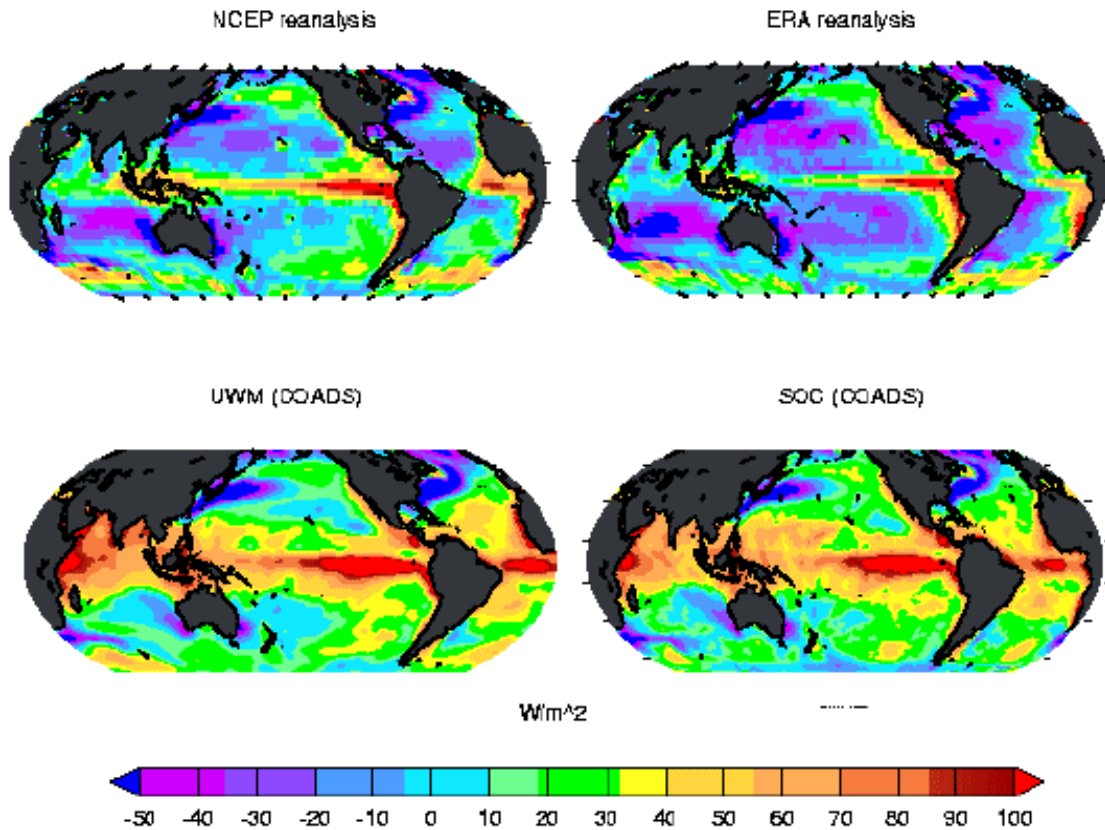 NCEP reanalysis
ERA reanalysis
UWM (COADS)
SOC (COADS)
W/m^2
-50 -40 -30 -20 -10 0 10 20 30 40 50 60 70 80 90 100